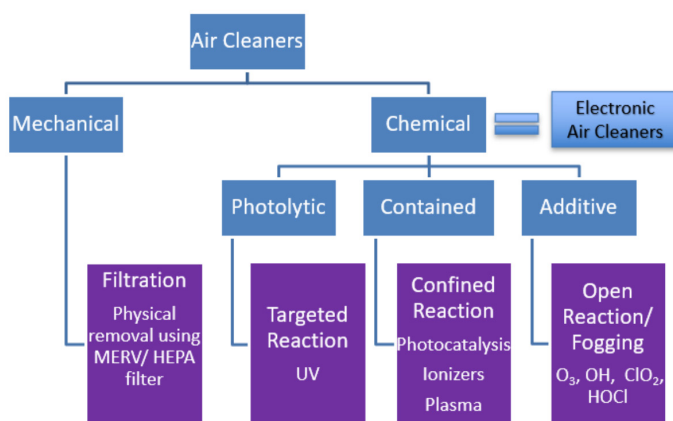 Air Cleaners
Mechanical
Chemical
Electronic
Air Cleaners
Photolytic
Contained
Additive
Filtration
Physical
removal using
MERV/ HEPA
filter
Targeted
Reaction
UV
Confined
Reaction
Photocatalysis
Ionizers
Plasma
Open
Reaction/
Fogging
O₃, OH, ClO₂,
HOCl